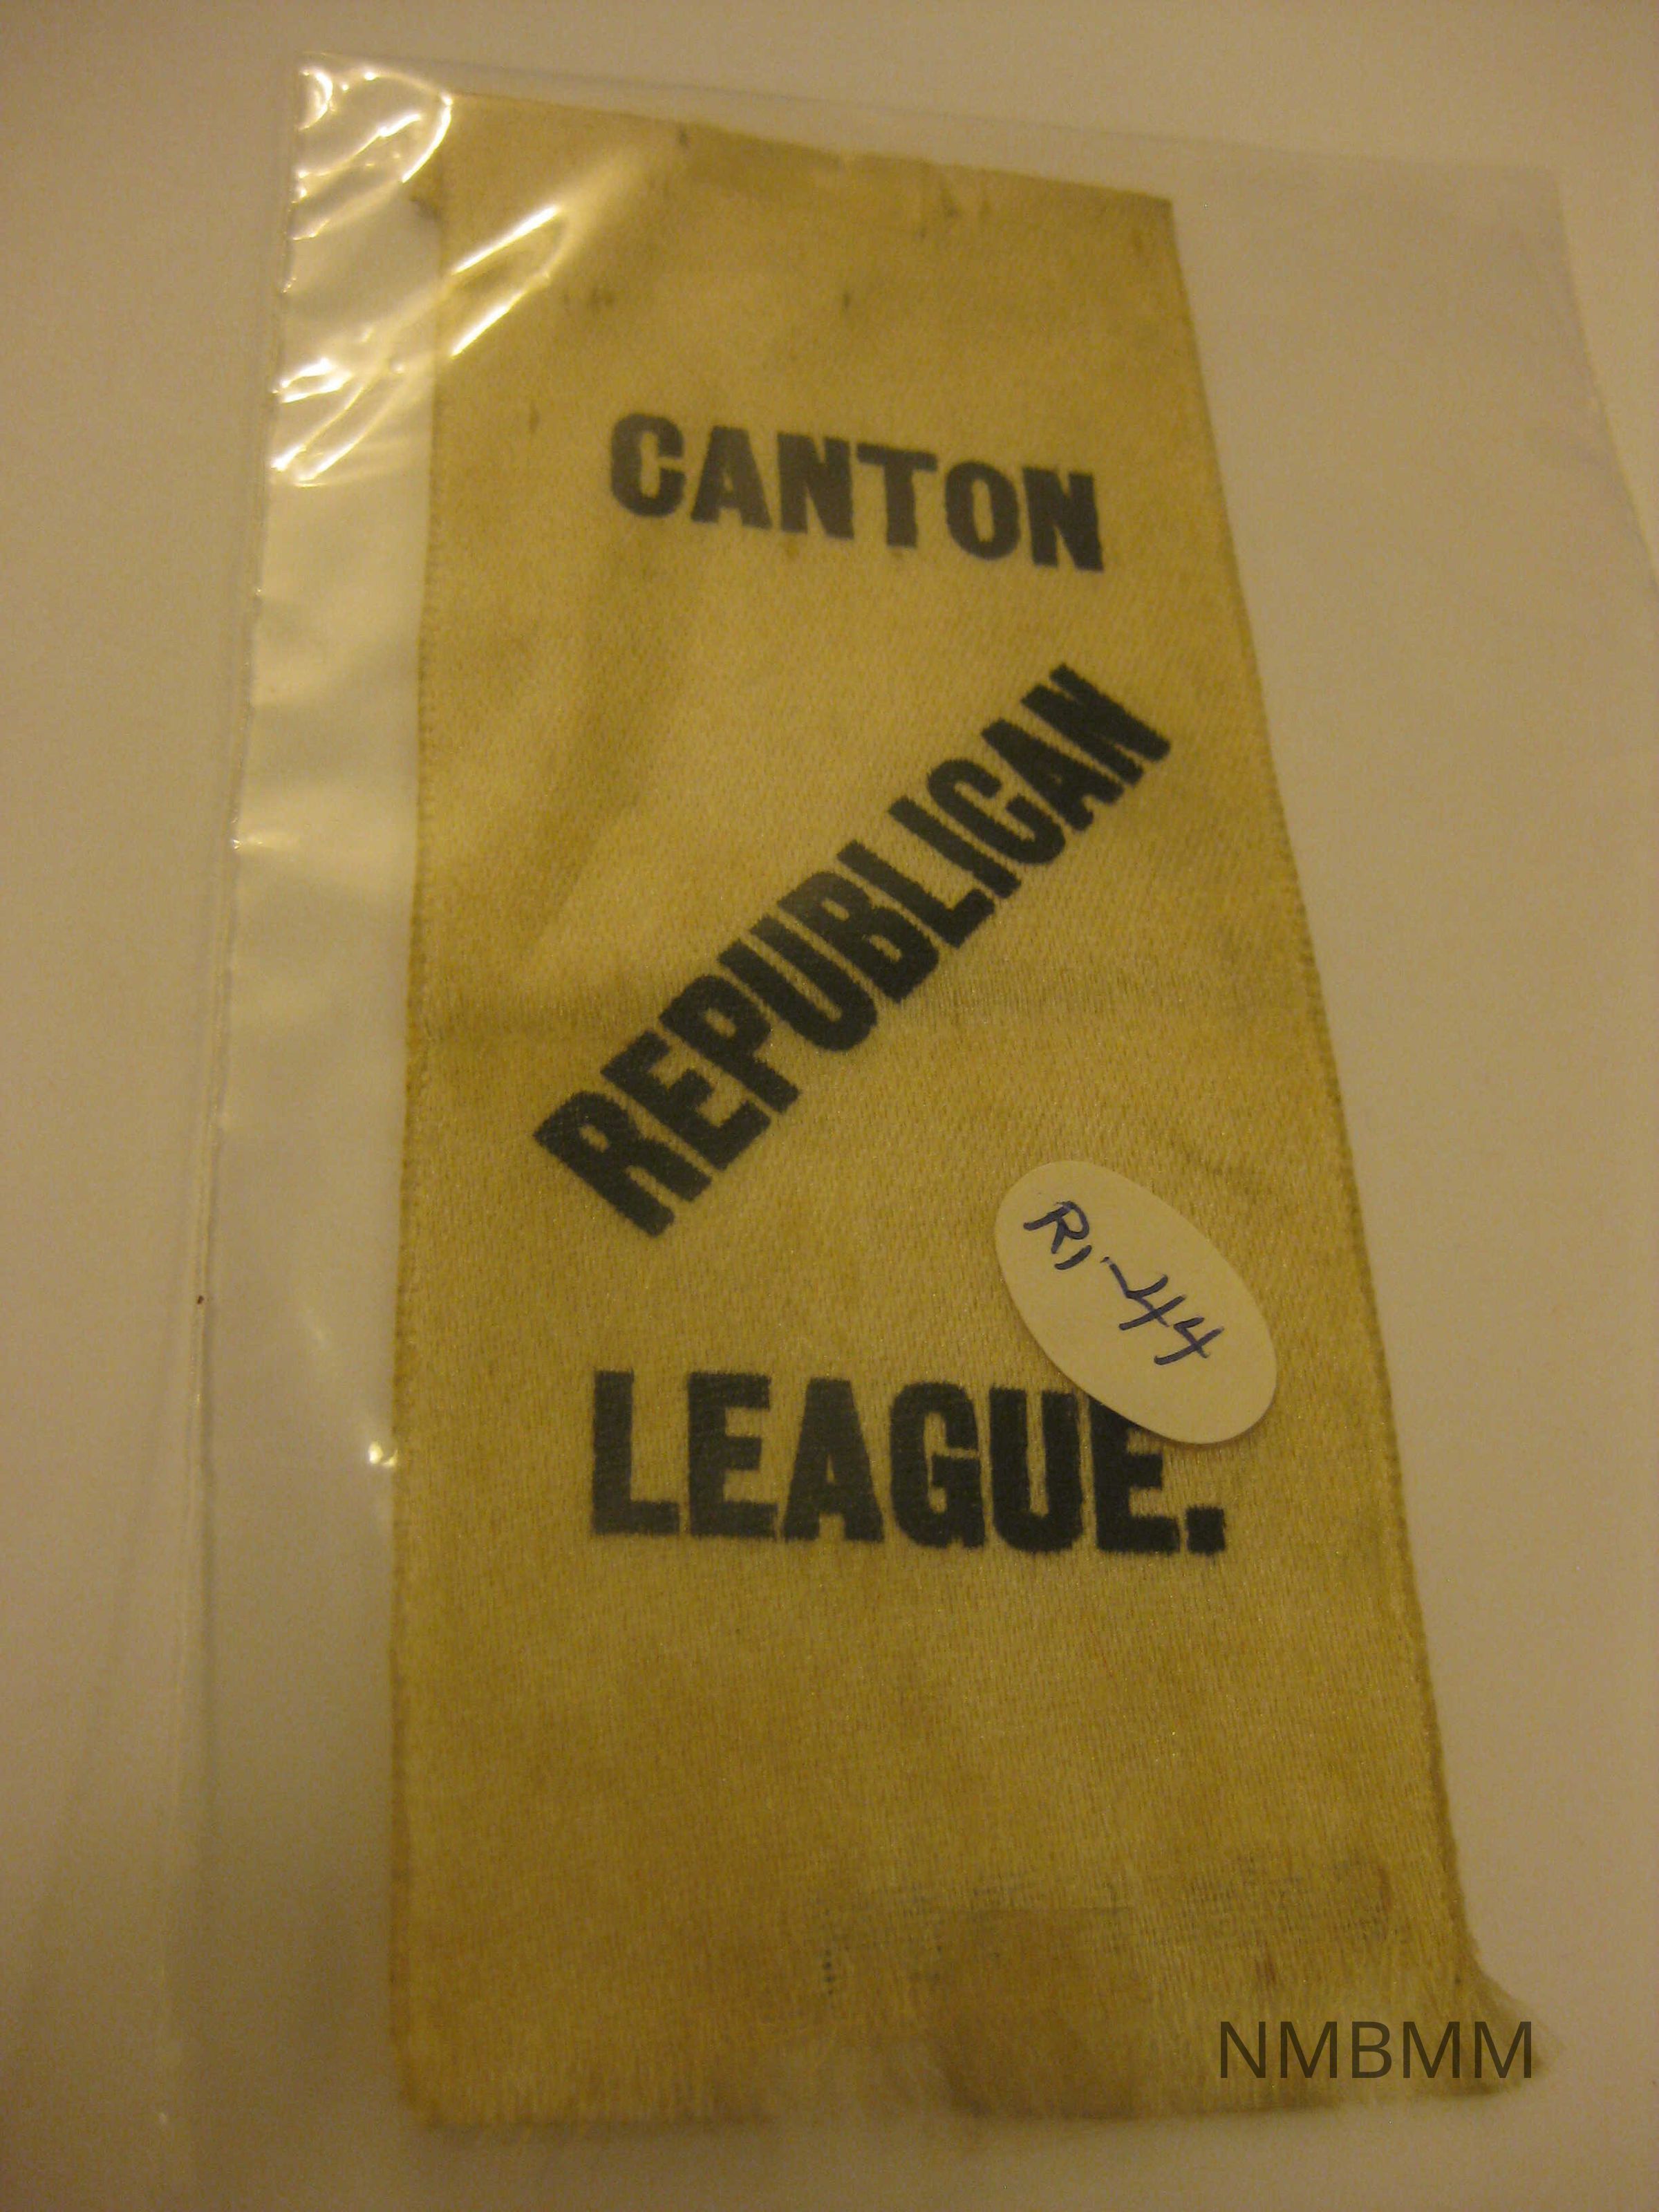 CANTON
REPUBLICAN
R1-44
LEAGUE.
NMBMM